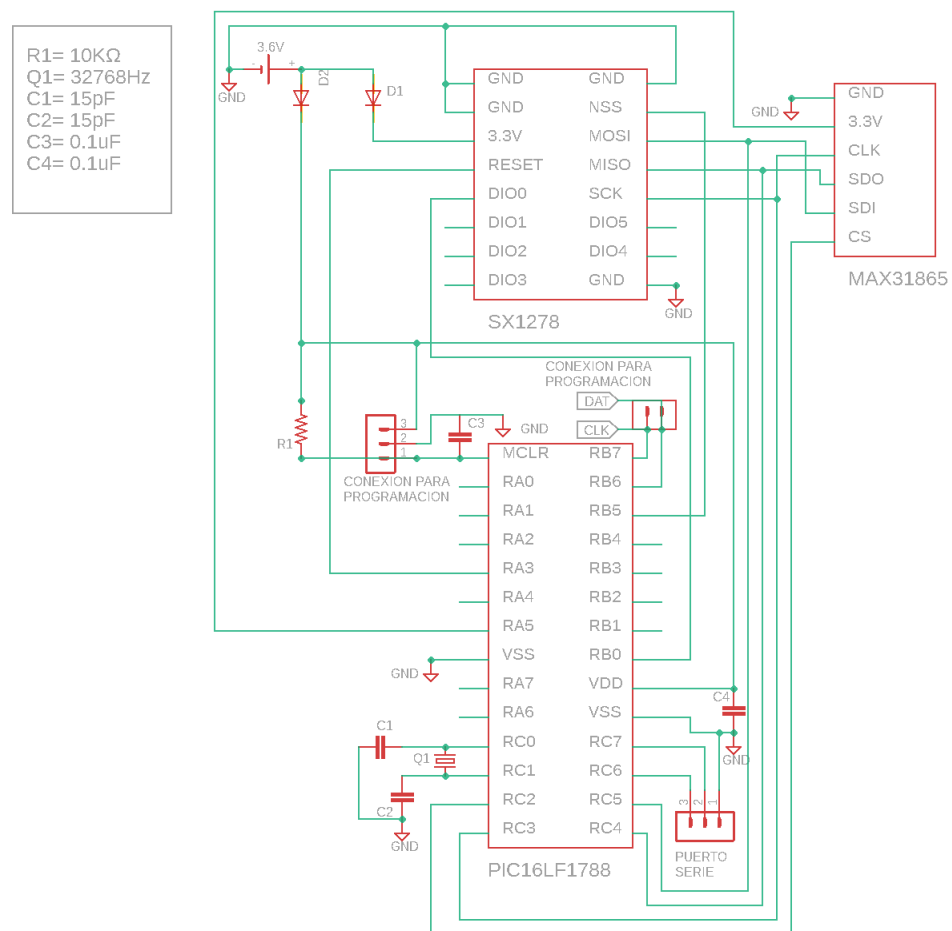 R1= 10KΩ
Q1= 32768Hz
C1= 15pF
C2= 15pF
C3= 0.1uF
C4= 0.1uF
3.6V
-
+
GND
D2
D1
GND
GND
3.3V
RESET
DIO0
DIO1
DIO2
DIO3
GND
NSS
MOSI
MISO
SCK
DIO5
DIO4
GND
SX1278
GND
GND
GND
3.3V
CLK
SDO
SDI
CS
MAX31865
CONEXION PARA
PROGRAMACION
DAT
CLK
R1
3
2
1
C3
GND
CONEXION PARA
PROGRAMACION
MCLR
RA0
RA1
RA2
RA3
RA4
RA5
VSS
RA7
RA6
RC0
RC1
RC2
RC3
RB7
RB6
RB5
RB4
RB3
RB2
RB1
RB0
VDD
VSS
RC7
RC6
RC5
RC4
PIC16LF1788
GND
C1
Q1
C2
GND
C4
GND
3
2
1
PUERTO
SERIE